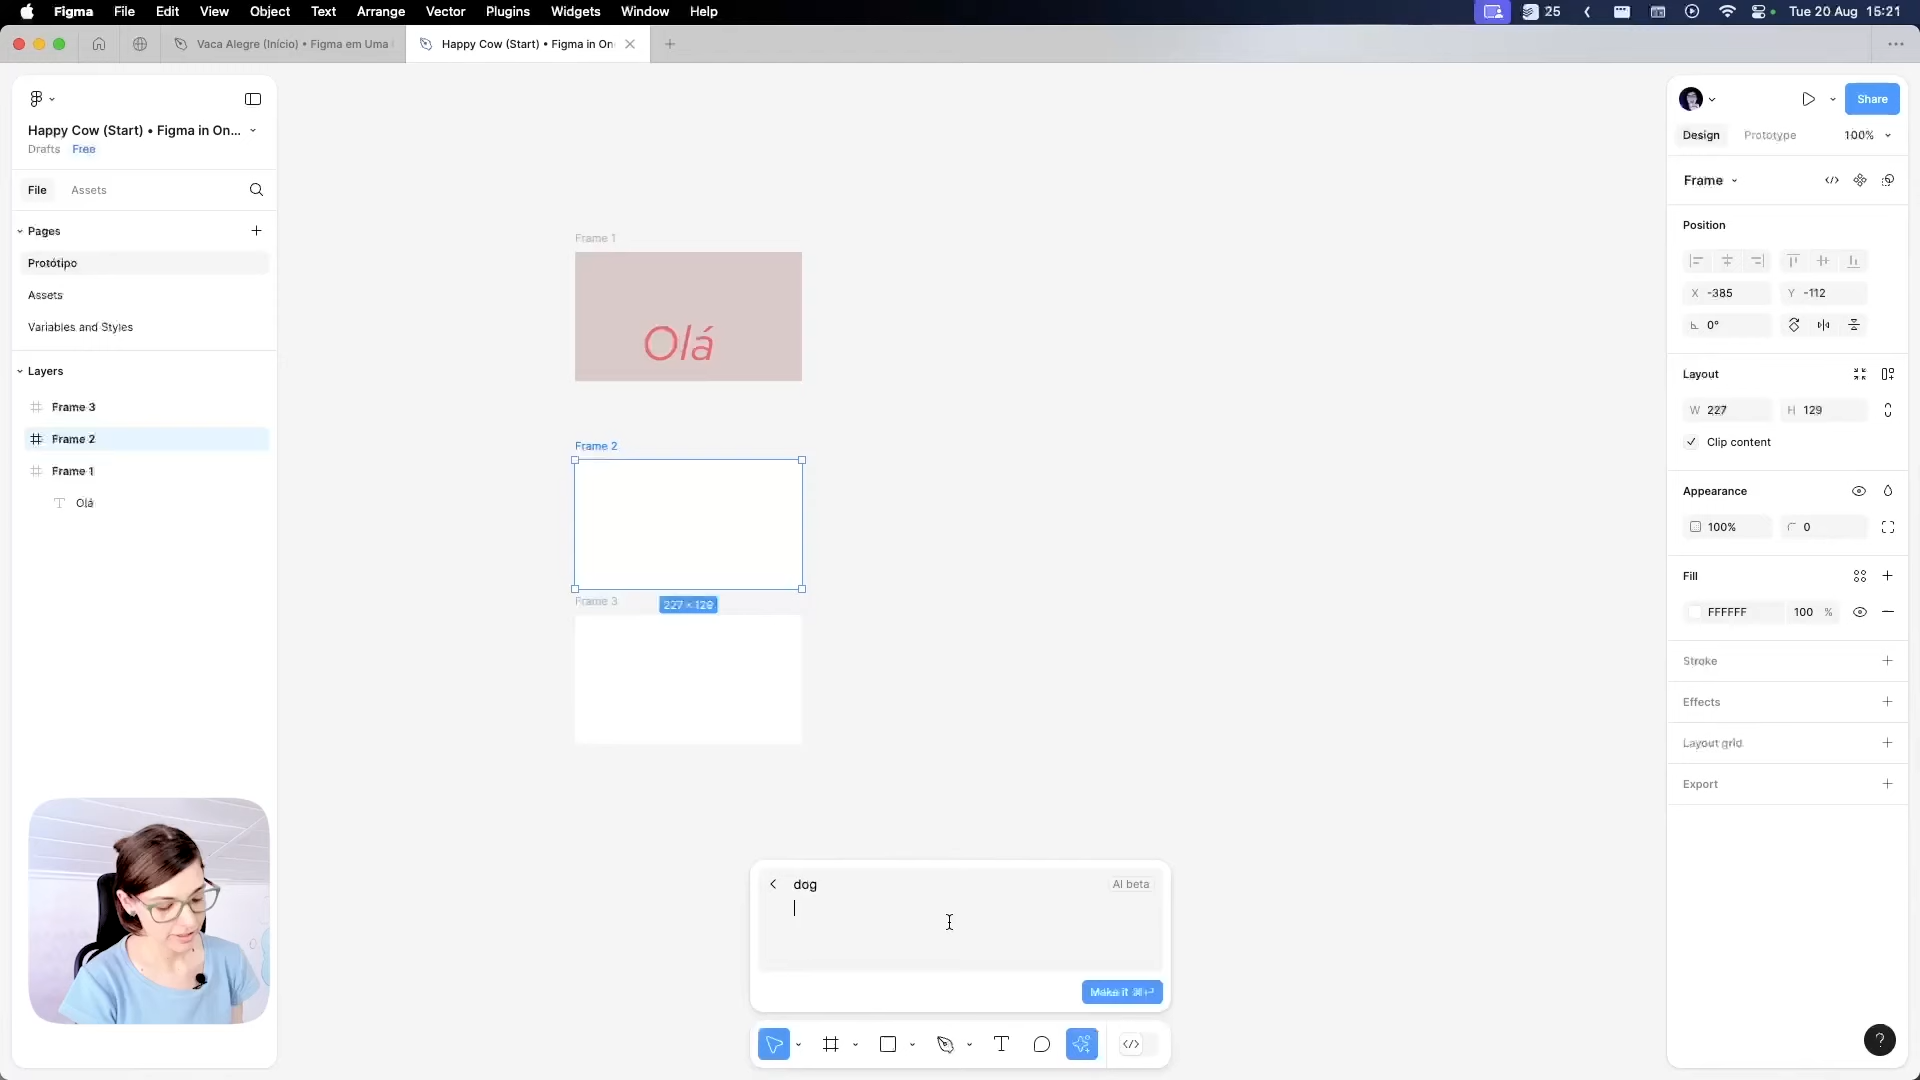 Figma File Edit View Object Text Arrange Vector Plugins Widgets Window Help 25 Tue 20 Aug 15:21
Vaca Alegre (Início) • Figma em Uma
Happy Cow (Start) • Figma in On
Happy Cow (Start) • Figma in On...
Drafts Free
File Assets
Pages
Protótipo
Assets
Variables and Styles
Layers
Frame 3
Frame 2
Frame 1
Olá
Frame 1
Olá
Frame 2
Frame 3
227 × 129
dog
AI beta
Make it ⌘↵
Share
Design Prototype 100%
Frame
Position
X -385 Y -112
0°
Layout
W 227 H 129
Clip content
Appearance
100% 0
Fill
FFFFFF 100 %
Stroke
Effects
Layout grid
Export
?